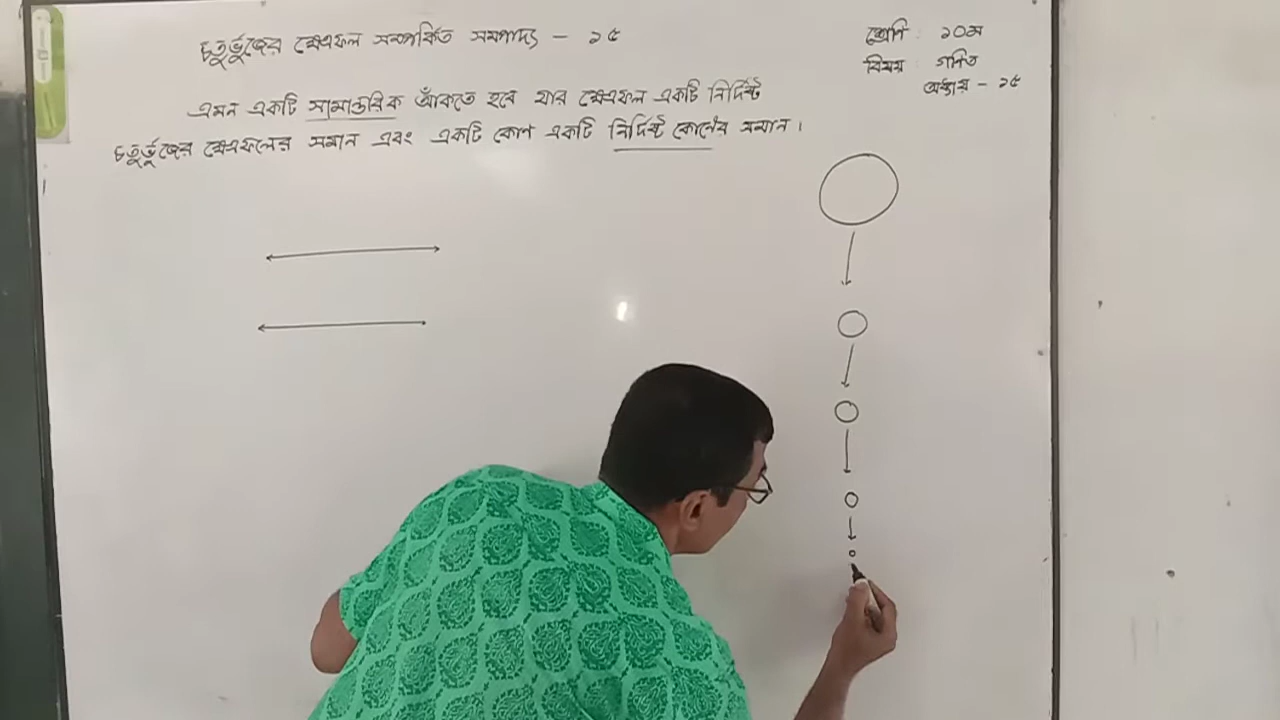 চতুর্ভুজের ক্ষেত্রফল সম্পর্কিত সম্পাদ্য - ১৫
শ্রেণি : ১০ম
বিষয় : গনিত
অধ্যায় - ১৫
এমন একটি সামান্তরিক আঁকতে হবে যার ক্ষেত্রফল একটি নির্দিষ্ট
চতুর্ভুজের ক্ষেত্রফলের সমান এবং একটি কোণ একটি নির্দিষ্ট কোণের সমান।